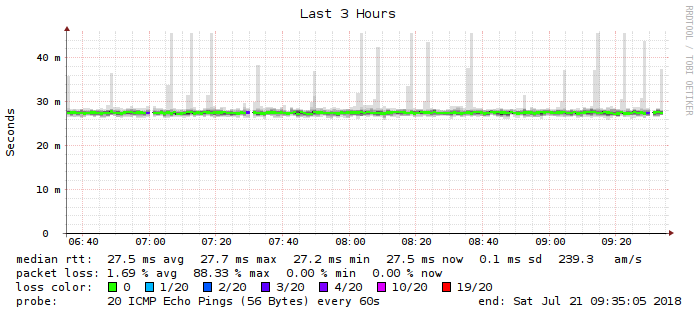 Last 3 Hours
RRDTOOL / TOBI OETIKER
Seconds
40 m
30 m
20 m
10 m
0
06:40 07:00 07:20 07:40 08:00 08:20 08:40 09:00 09:20
median rtt: 27.5 ms avg 27.7 ms max 27.2 ms min 27.5 ms now 0.1 ms sd 239.3 am/s
packet loss: 1.69 % avg 88.33 % max 0.00 % min 0.00 % now
loss color: 0 1/20 2/20 3/20 4/20 10/20 19/20
probe: 20 ICMP Echo Pings (56 Bytes) every 60s end: Sat Jul 21 09:35:05 2018